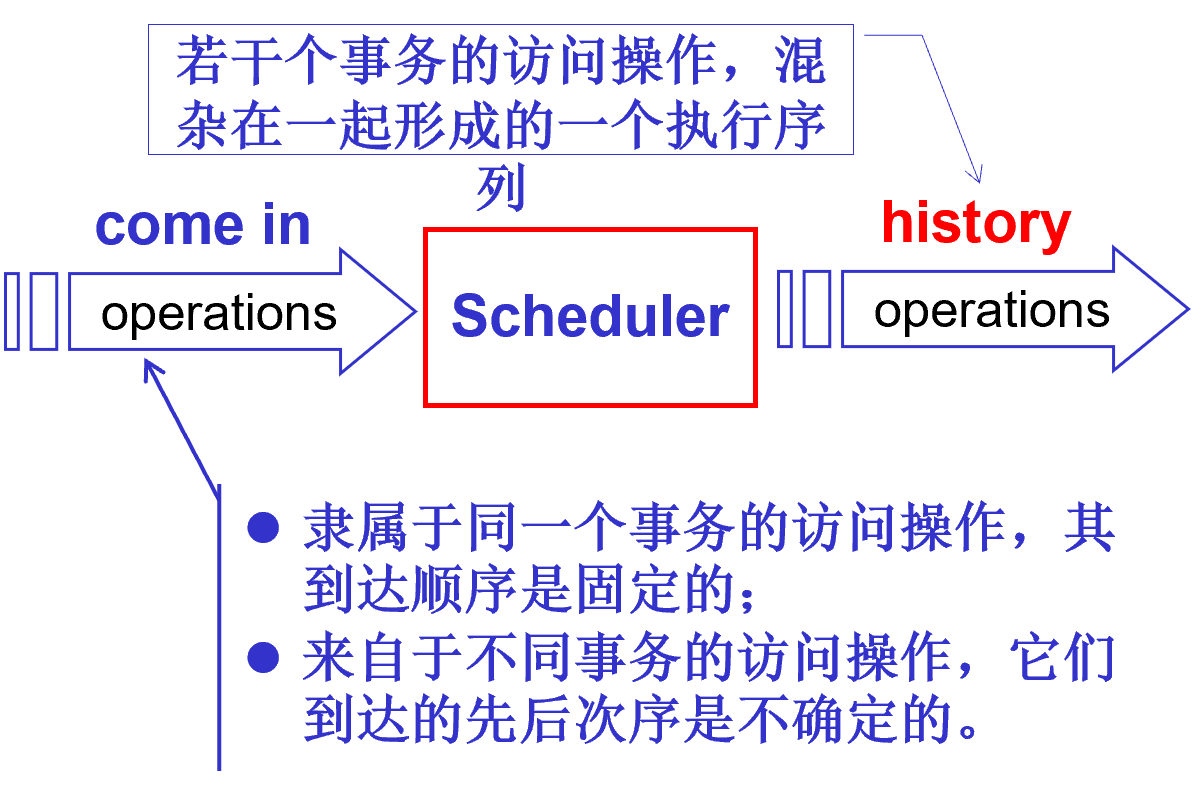 若干个事务的访问操作，混
杂在一起形成的一个执行序
列
come in
history
operations
Scheduler
operations
● 隶属于同一个事务的访问操作，其
到达顺序是固定的；
● 来自于不同事务的访问操作，它们
到达的先后次序是不确定的。